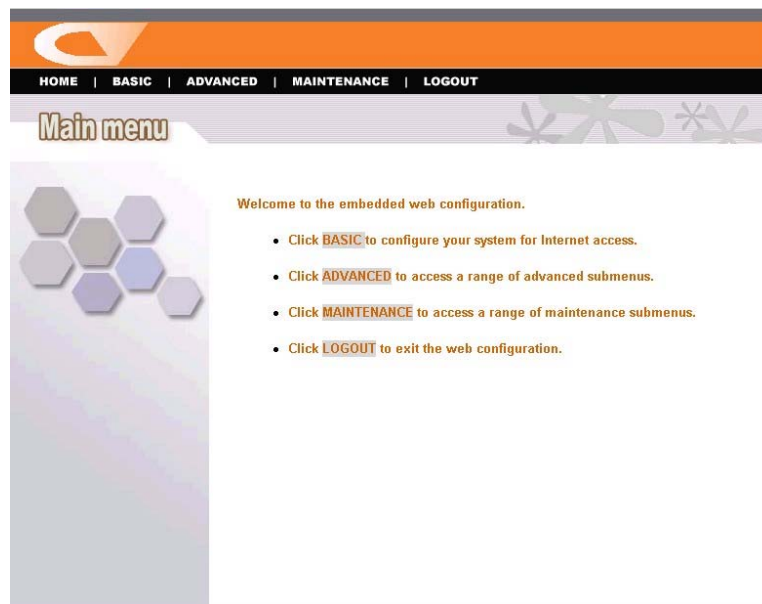 HOME | BASIC | ADVANCED | MAINTENANCE | LOGOUT
Main menu
Welcome to the embedded web configuration.
• Click BASIC to configure your system for Internet access.
• Click ADVANCED to access a range of advanced submenus.
• Click MAINTENANCE to access a range of maintenance submenus.
• Click LOGOUT to exit the web configuration.